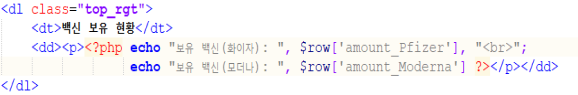 <dl class="top_rgt">
<dt>백신 보유 현황</dt>
<dd><p><?php echo "보유 백신(화이자): ", $row['amount_Pfizer'], "<br>";
echo "보유 백신(모더나): ", $row['amount_Moderna'] ?></p></dd>
</dl>